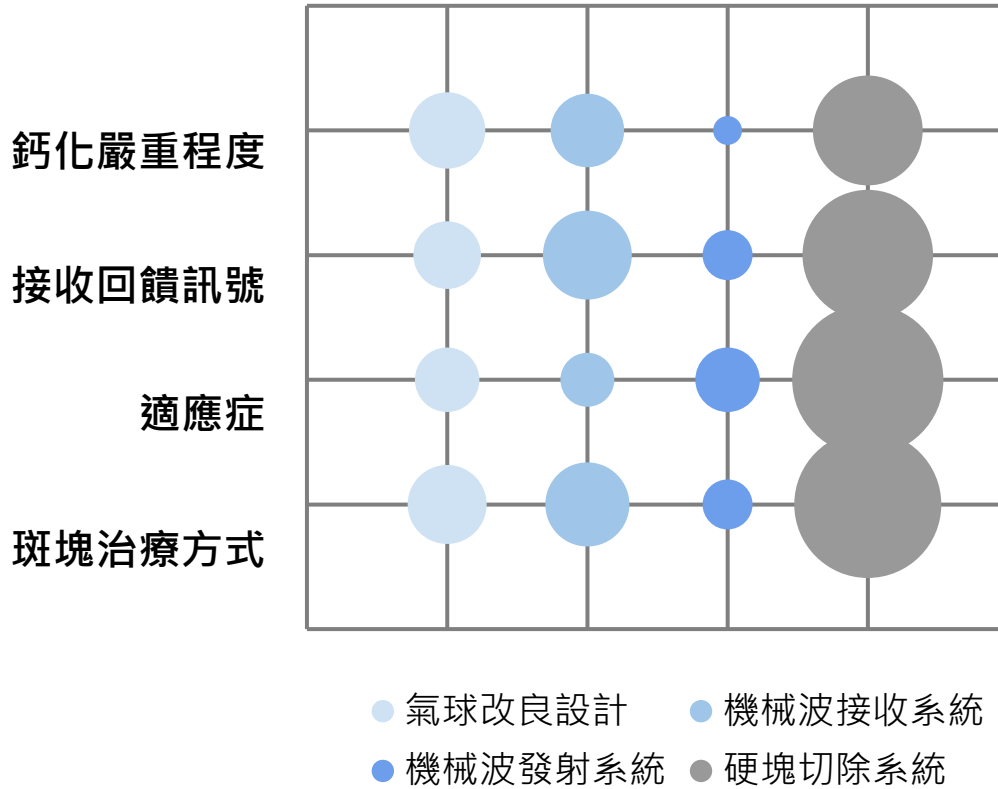 鈣化嚴重程度
接收回饋訊號
適應症
斑塊治療方式
氣球改良設計
機械波接收系統
機械波發射系統
硬塊切除系統